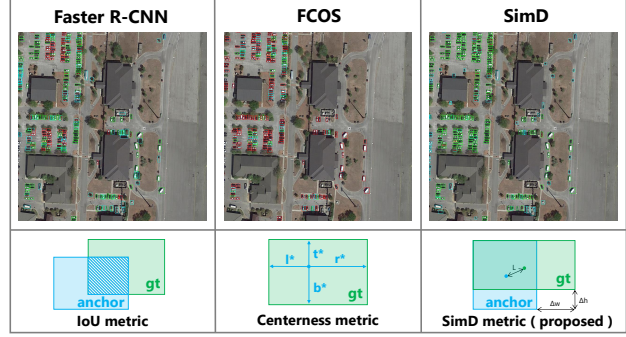 Faster R-CNN
FCOS
SimD
gt
anchor
IoU metric
t*
l*
r*
b*
gt
Centerness metric
L
gt
anchor
Δw
Δh
SimD metric ( proposed )